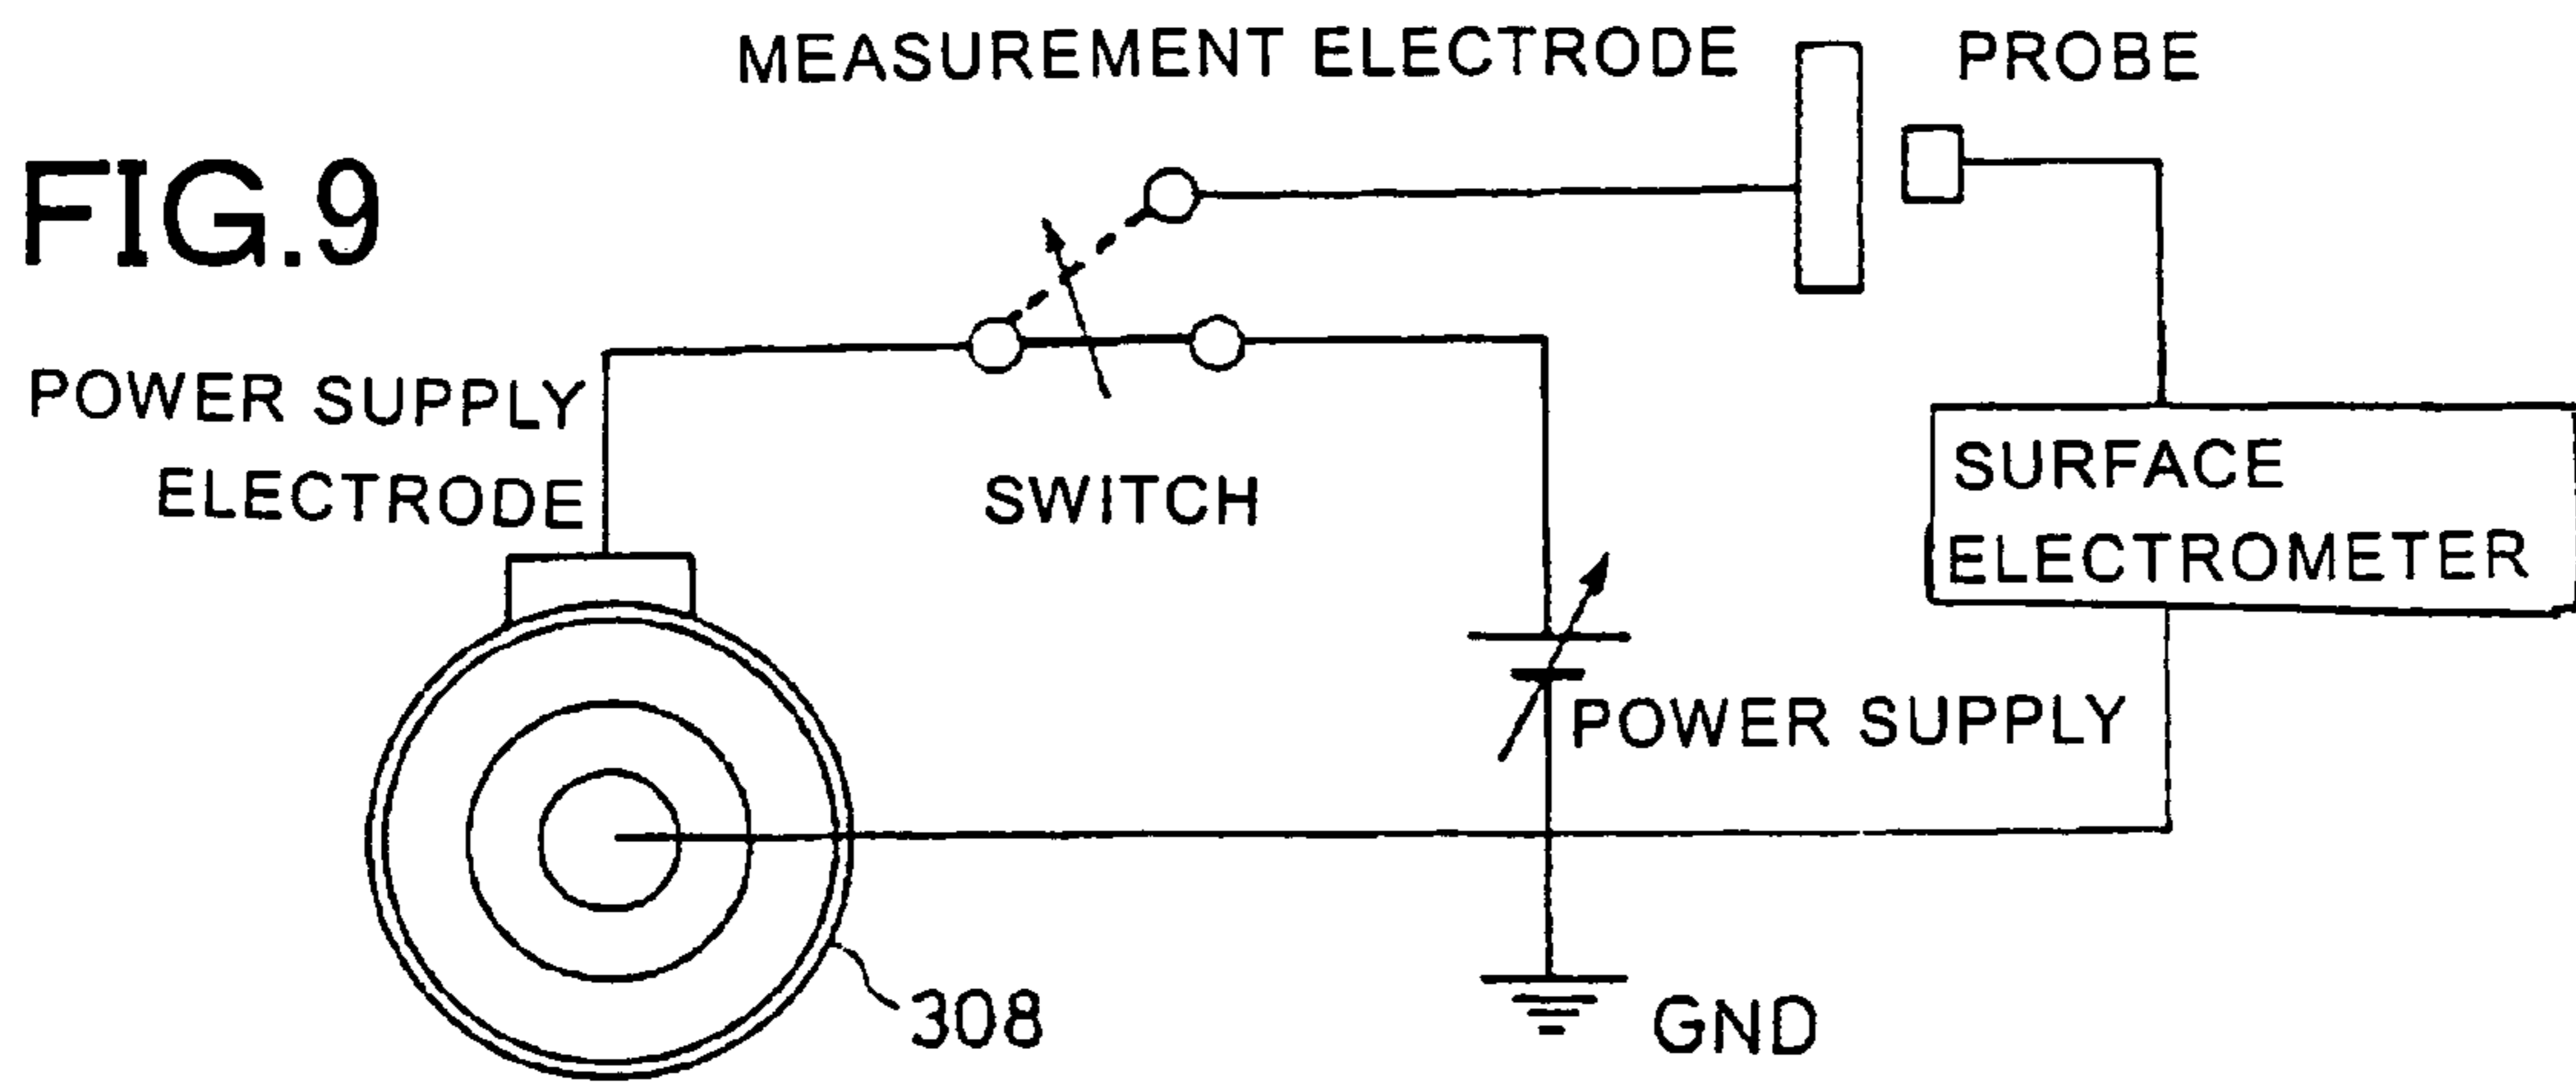 MEASUREMENT ELECTRODE
PROBE
FIG.9
POWER SUPPLY
ELECTRODE
SWITCH
SURFACE
ELECTROMETER
POWER SUPPLY
308
GND